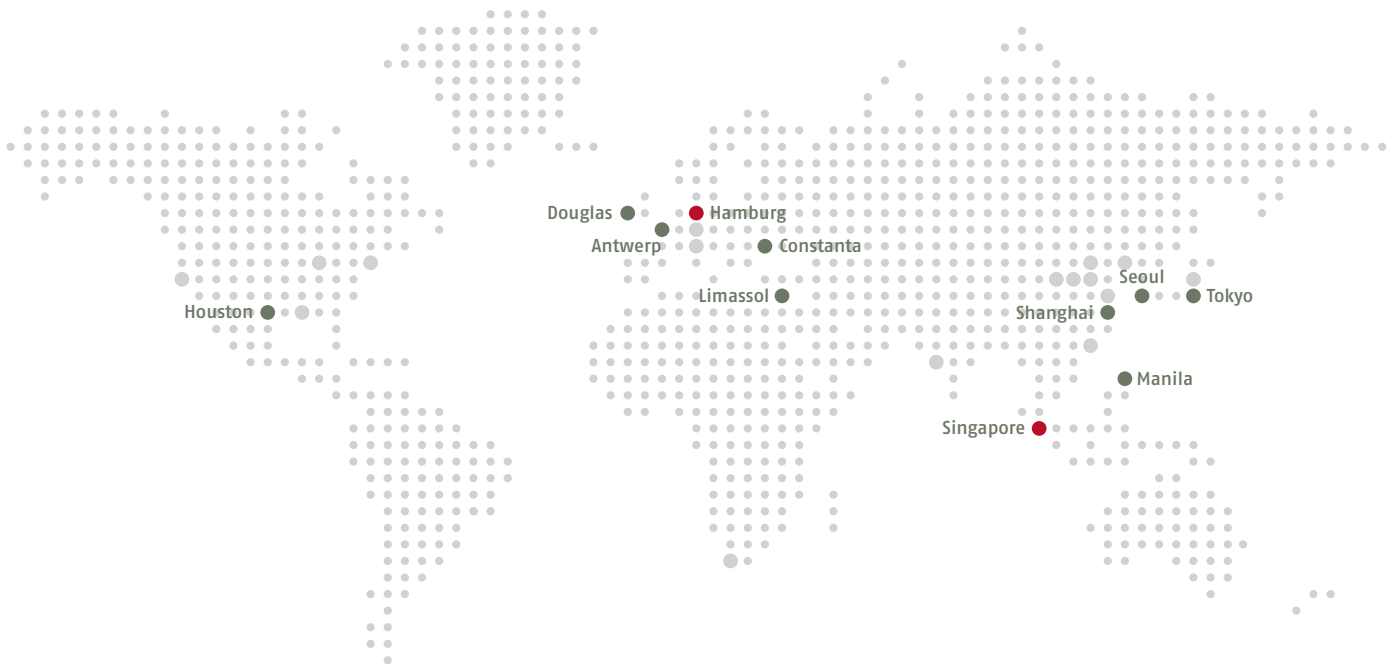 Douglas
Hamburg
Antwerp
Constanta
Seoul
Limassol
Tokyo
Houston
Shanghai
Manila
Singapore